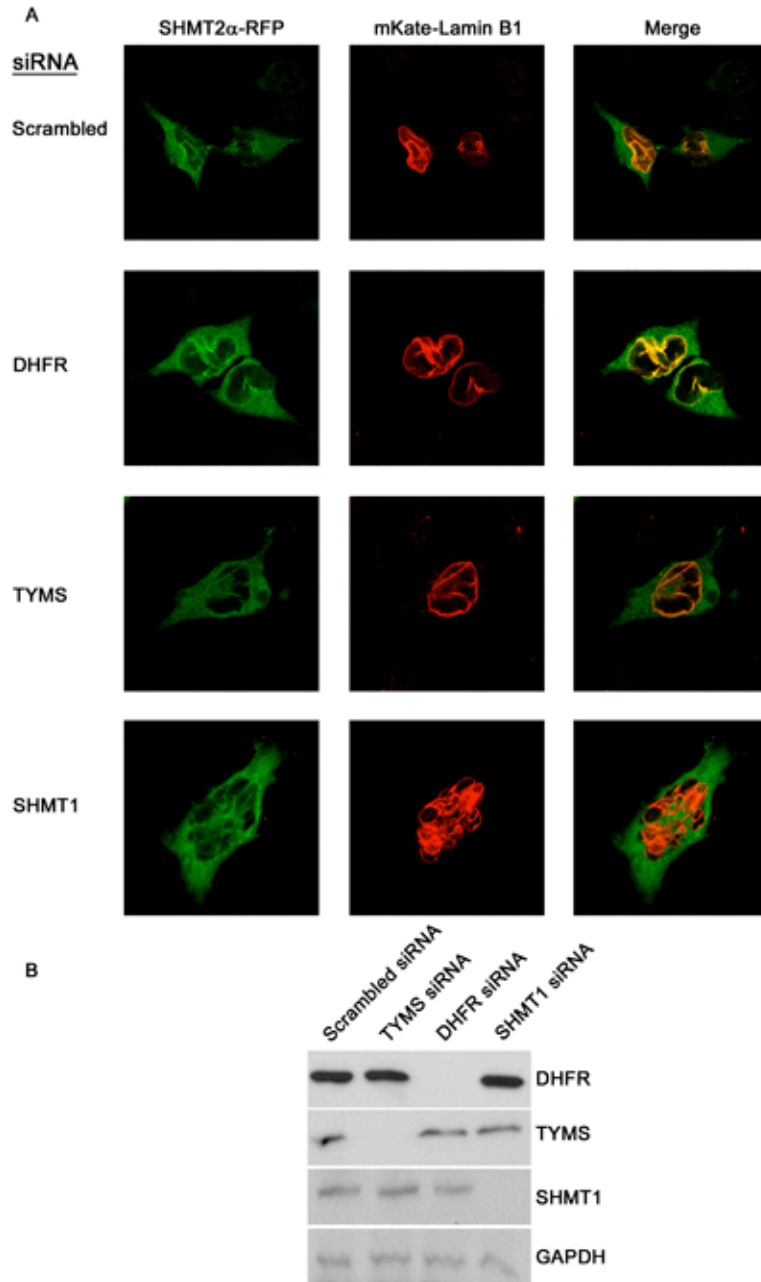 A
SHMT2α-RFP mKate-Lamin B1 Merge
siRNA
Scrambled
DHFR
TYMS
SHMT1
B
Scrambled siRNA
TYMS siRNA
DHFR siRNA
SHMT1 siRNA
DHFR
TYMS
SHMT1
GAPDH